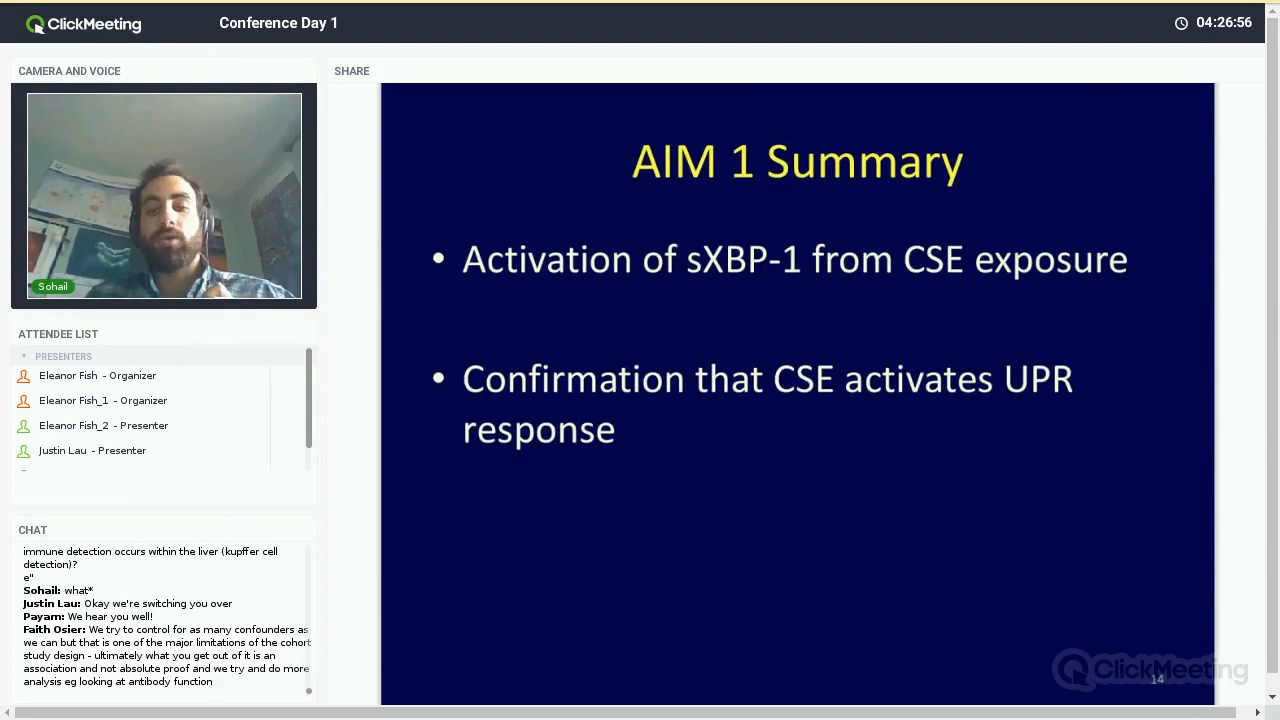 ClickMeeting
Conference Day 1
04:26:56
CAMERA AND VOICE
Sohail
ATTENDEE LIST
PRESENTERS
Eleanor Fish - Organizer
Eleanor Fish_1 - Organizer
Eleanor Fish_2 - Presenter
Justin Lau - Presenter
CHAT
immune detection occurs within the liver (kupffer cell
detection)?
e"
Sohail: what*
Justin Lau: Okay we're switching you over
Payam: We hear you well!
Faith Osier: We try to control for as many confounders as
we can but that is one of the major limitations of the cohort
study design - ultimately what you get out of it is an
association and not absolute proof and we try and do more
analysis eg looking at antibody function
SHARE
AIM 1 Summary
• Activation of sXBP-1 from CSE exposure
• Confirmation that CSE activates UPR
response
ClickMeeting
14